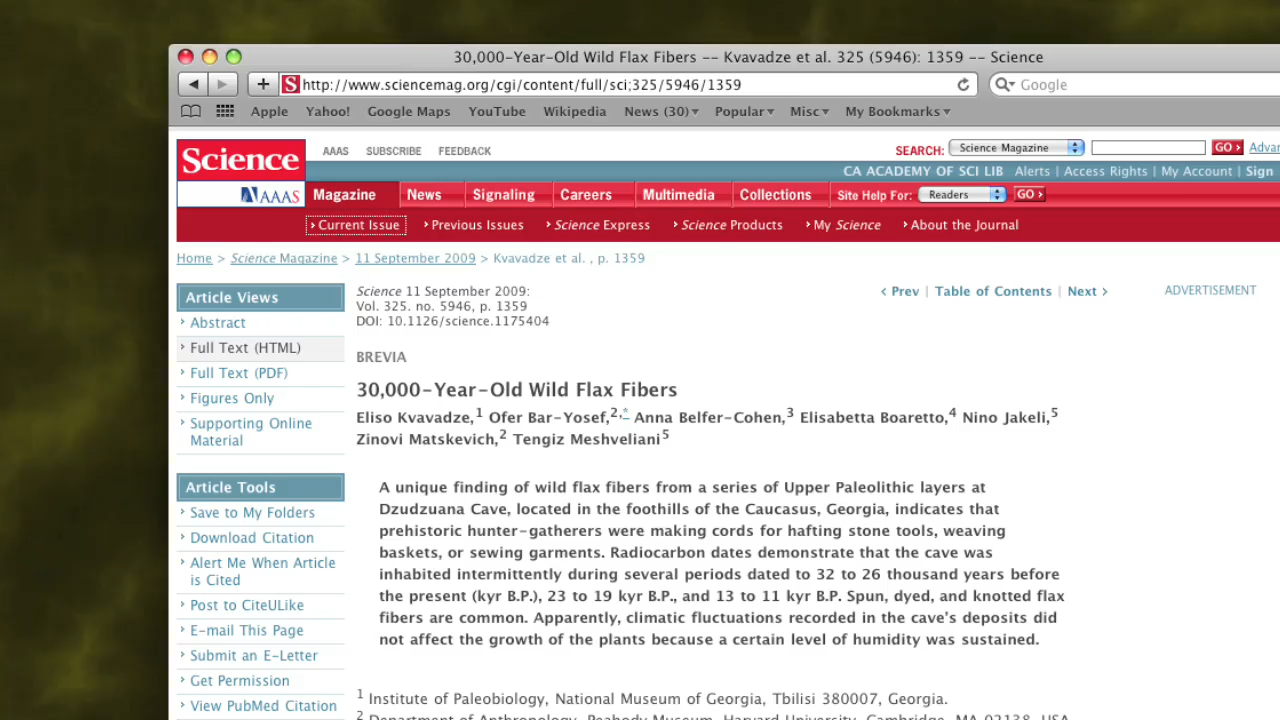 30,000-Year-Old Wild Flax Fibers -- Kvavadze et al. 325 (5946): 1359 -- Science
http://www.sciencemag.org/cgi/content/full/sci;325/5946/1359
Google
Apple Yahoo! Google Maps YouTube Wikipedia News (30) Popular Misc My Bookmarks
Science
AAAS SUBSCRIBE FEEDBACK
SEARCH: Science Magazine GO Advan
CA ACADEMY OF SCI LIB Alerts | Access Rights | My Account | Sign
AAAS
Magazine News Signaling Careers Multimedia Collections Site Help For: Readers GO
Current Issue Previous Issues Science Express Science Products My Science About the Journal
Home > Science Magazine > 11 September 2009 > Kvavadze et al. , p. 1359
Article Views
Abstract
Full Text (HTML)
Full Text (PDF)
Figures Only
Supporting Online
Material
Article Tools
Save to My Folders
Download Citation
Alert Me When Article
is Cited
Post to CiteULike
E-mail This Page
Submit an E-Letter
Get Permission
View PubMed Citation
Science 11 September 2009:
Vol. 325. no. 5946, p. 1359
DOI: 10.1126/science.1175404
< Prev | Table of Contents | Next >
ADVERTISEMENT
BREVIA
30,000-Year-Old Wild Flax Fibers
Eliso Kvavadze,1 Ofer Bar-Yosef,2,* Anna Belfer-Cohen,3 Elisabetta Boaretto,4 Nino Jakeli,5
Zinovi Matskevich,2 Tengiz Meshveliani5
A unique finding of wild flax fibers from a series of Upper Paleolithic layers at
Dzudzuana Cave, located in the foothills of the Caucasus, Georgia, indicates that
prehistoric hunter-gatherers were making cords for hafting stone tools, weaving
baskets, or sewing garments. Radiocarbon dates demonstrate that the cave was
inhabited intermittently during several periods dated to 32 to 26 thousand years before
the present (kyr B.P.), 23 to 19 kyr B.P., and 13 to 11 kyr B.P. Spun, dyed, and knotted flax
fibers are common. Apparently, climatic fluctuations recorded in the cave's deposits did
not affect the growth of the plants because a certain level of humidity was sustained.
1 Institute of Paleobiology, National Museum of Georgia, Tbilisi 380007, Georgia.
2 Department of Anthropology, Peabody Museum, Harvard University, Cambridge, MA 02138, USA